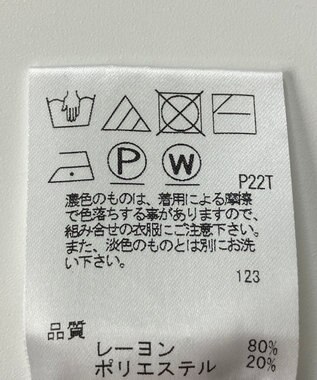 P W
P22T
濃色のものは、着用による摩擦
で色落ちする事がありますので、
組み合せの衣服にご注意下さい。
また、淡色のものとは別にお洗
い下さい。
123
品質
レーヨン 80%
ポリエステル 20%